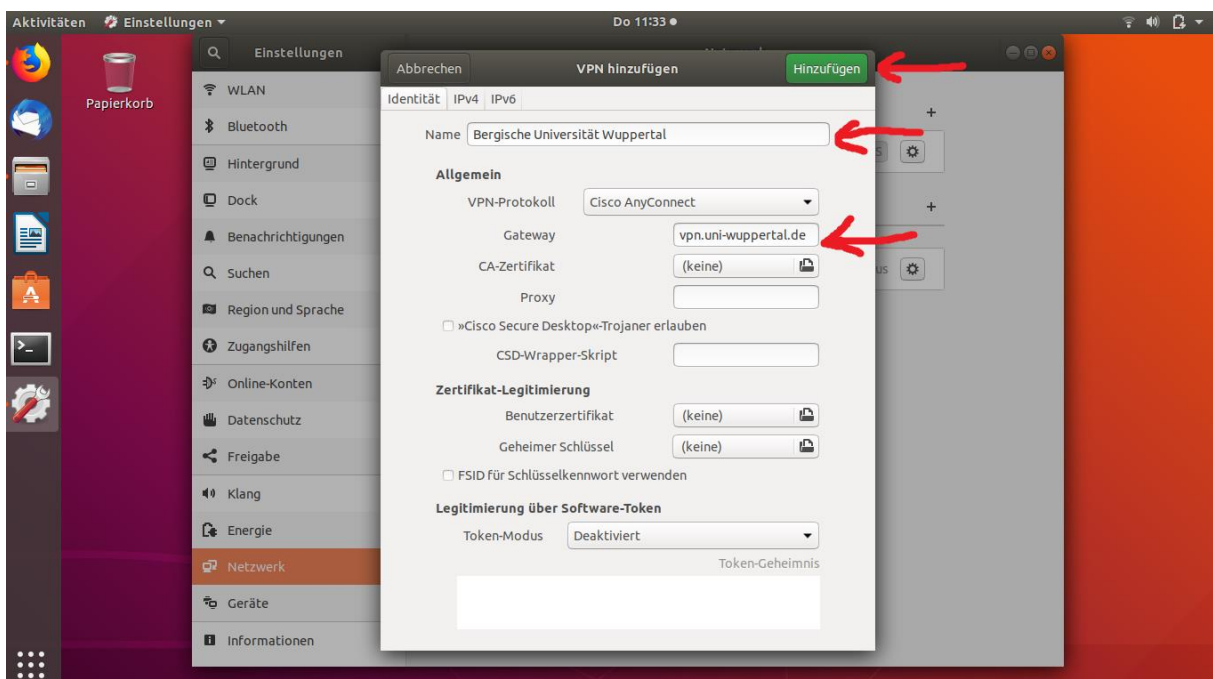 Aktivitäten Einstellungen Do 11:33
Papierkorb
Einstellungen
WLAN
Bluetooth
Hintergrund
Dock
Benachrichtigungen
Suchen
Region und Sprache
Zugangshilfen
Online-Konten
Datenschutz
Freigabe
Klang
Energie
Netzwerk
Geräte
Informationen
Abbrechen VPN hinzufügen Hinzufügen
Identität IPv4 IPv6
Name Bergische Universität Wuppertal
Allgemein
VPN-Protokoll Cisco AnyConnect
Gateway vpn.uni-wuppertal.de
CA-Zertifikat (keine)
Proxy
»Cisco Secure Desktop«-Trojaner erlauben
CSD-Wrapper-Skript
Zertifikat-Legitimierung
Benutzerzertifikat (keine)
Geheimer Schlüssel (keine)
FSID für Schlüsselkennwort verwenden
Legitimierung über Software-Token
Token-Modus Deaktiviert
Token-Geheimnis